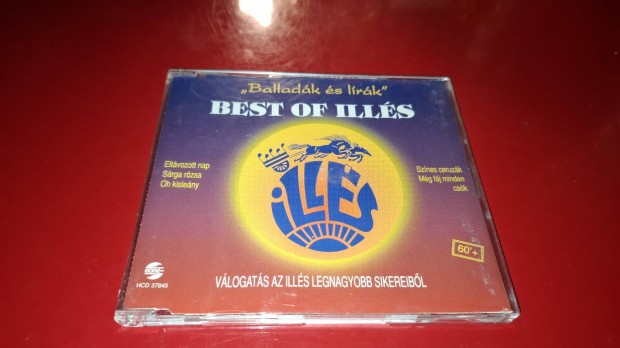 „Balladák és lírák”
BEST OF ILLÉS
Eltávozott nap
Sárga rózsa
Óh kisleány
Színes ceruzák
Még fáj minden
csók
ILLÉS
60'+
VÁLOGATÁS AZ ILLÉS LEGNAGYOBB SIKEREIBŐL
HCD 37845